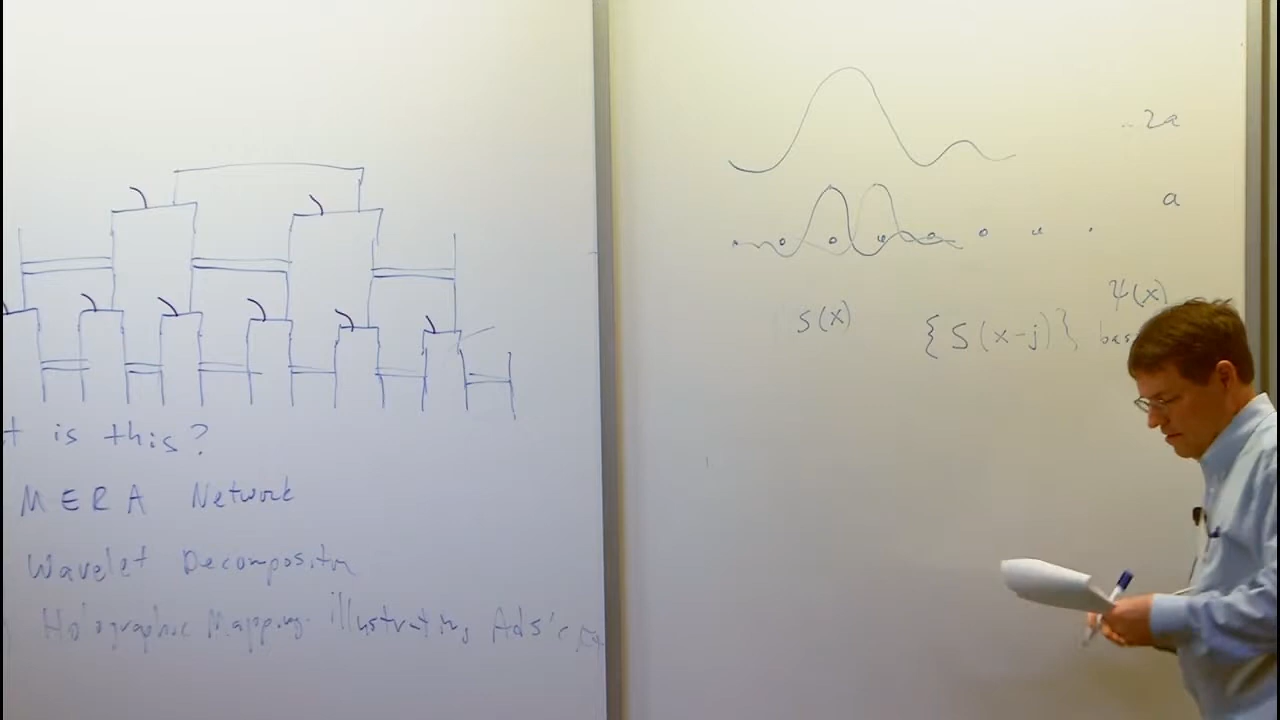 is this?
MERA Network
Wavelet Decomposition
Holographic Mapping. illustrating Ads/
2a
a
ψ(x)
S(x) {S(x-j)}